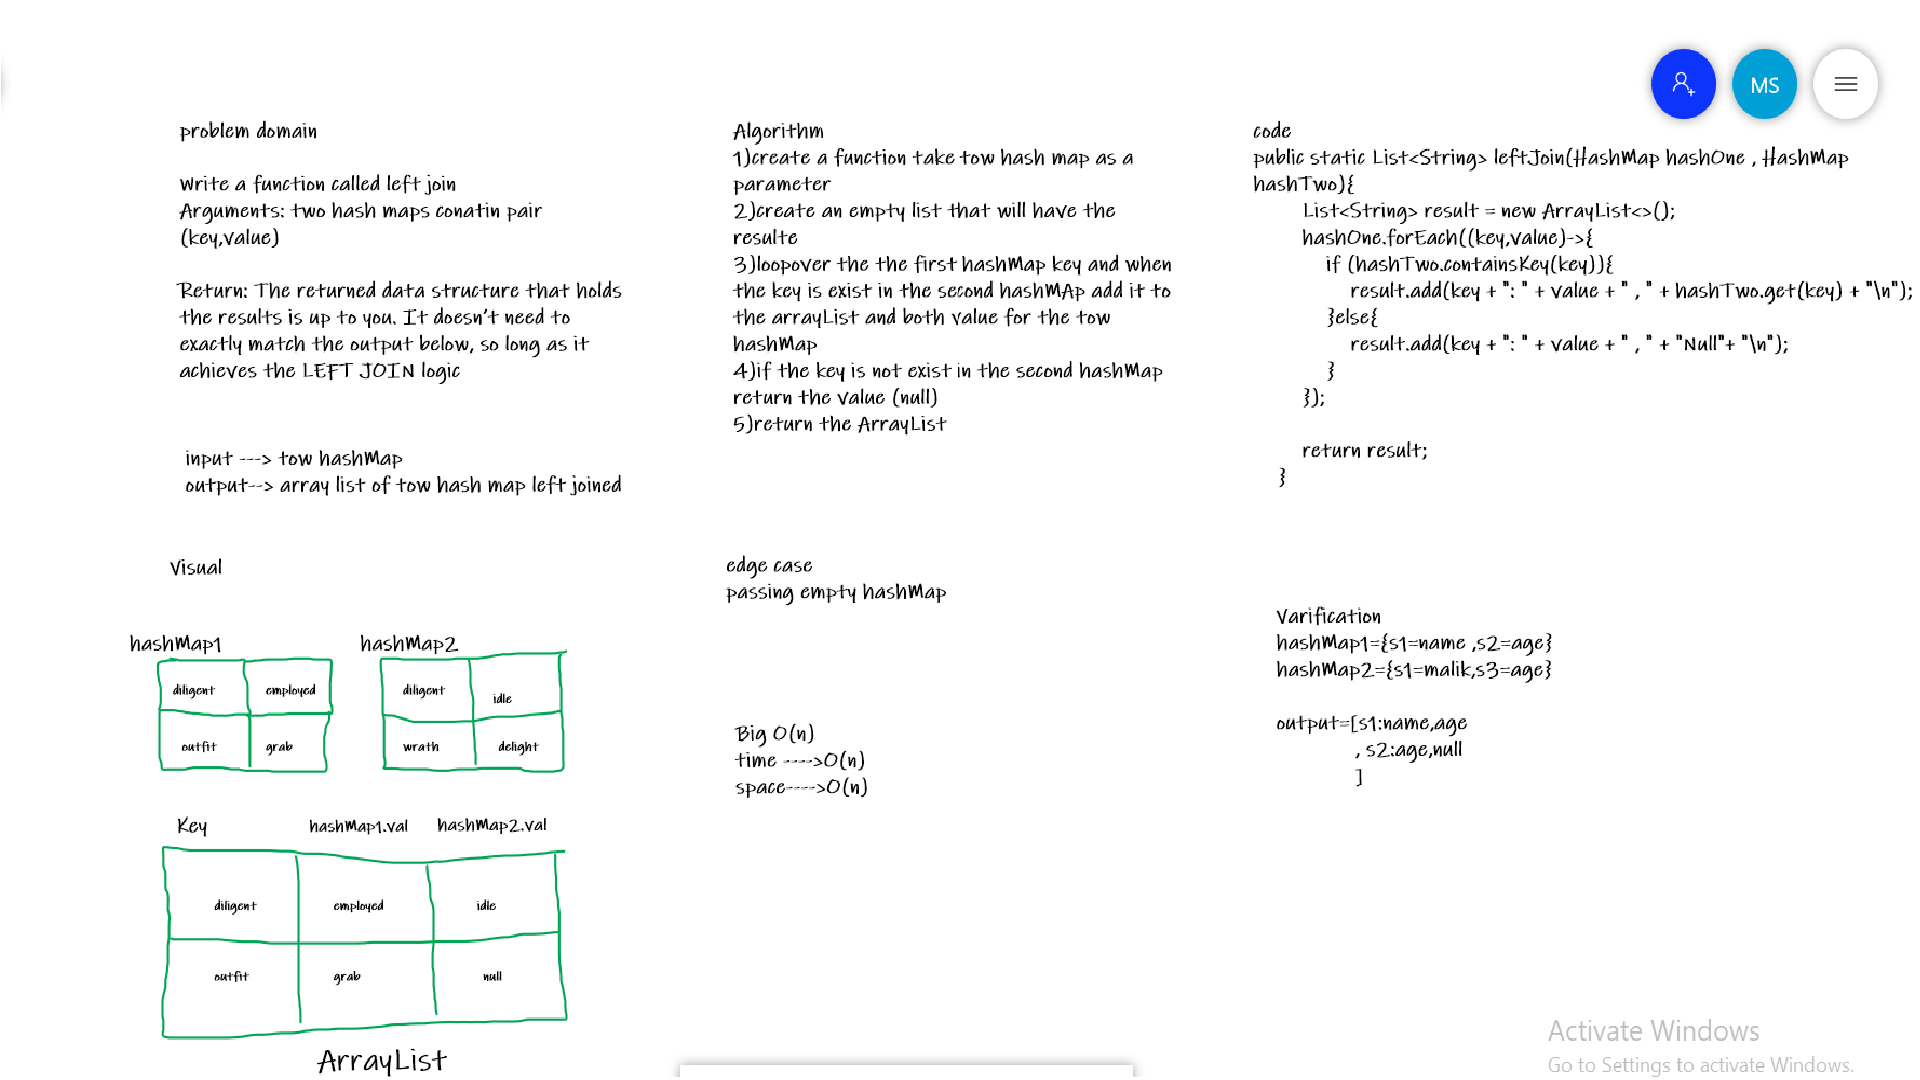 MS
problem domain
Write a function called left join
Arguments: two hash maps conatin pair
(key,value)
Return: The returned data structure that holds
the results is up to you. It doesn't need to
exactly match the output below, so long as it
achieves the LEFT JOIN logic
input ---> tow hashMap
output--> array list of tow hash map left joined
Visual
hashMap1
hashMap2
diligent employed
outfit grab
diligent idle
wrath delight
Key hashMap1.val hashMap2.val
diligent employed idle
outfit grab null
ArrayList
Algorithm
1)create a function take tow hash map as a
parameter
2)create an empty list that will have the
resulte
3)loopover the the first hashMap key and when
the key is exist in the second hashMAp add it to
the arrayList and both value for the tow
hashMap
4)if the key is not exist in the second hashMap
return the value (null)
5)return the ArrayList
edge case
passing empty hashMap
Big O(n)
time ---->O(n)
space---->O(n)
code
public static List<String> leftJoin(HashMap hashOne , HashMap
hashTwo){
List<String> result = new ArrayList<>();
hashOne.forEach((key,value)->{
if (hashTwo.containsKey(key)){
result.add(key + ": " + value + " , " + hashTwo.get(key) + "\n");
}else{
result.add(key + ": " + value + " , " + "Null"+ "\n");
}
});
return result;
}
Varification
hashMap1={s1=name ,s2=age}
hashMap2={s1=malik,s3=age}
output=[s1:name,age
, s2:age,null
]
Activate Windows
Go to Settings to activate Windows.